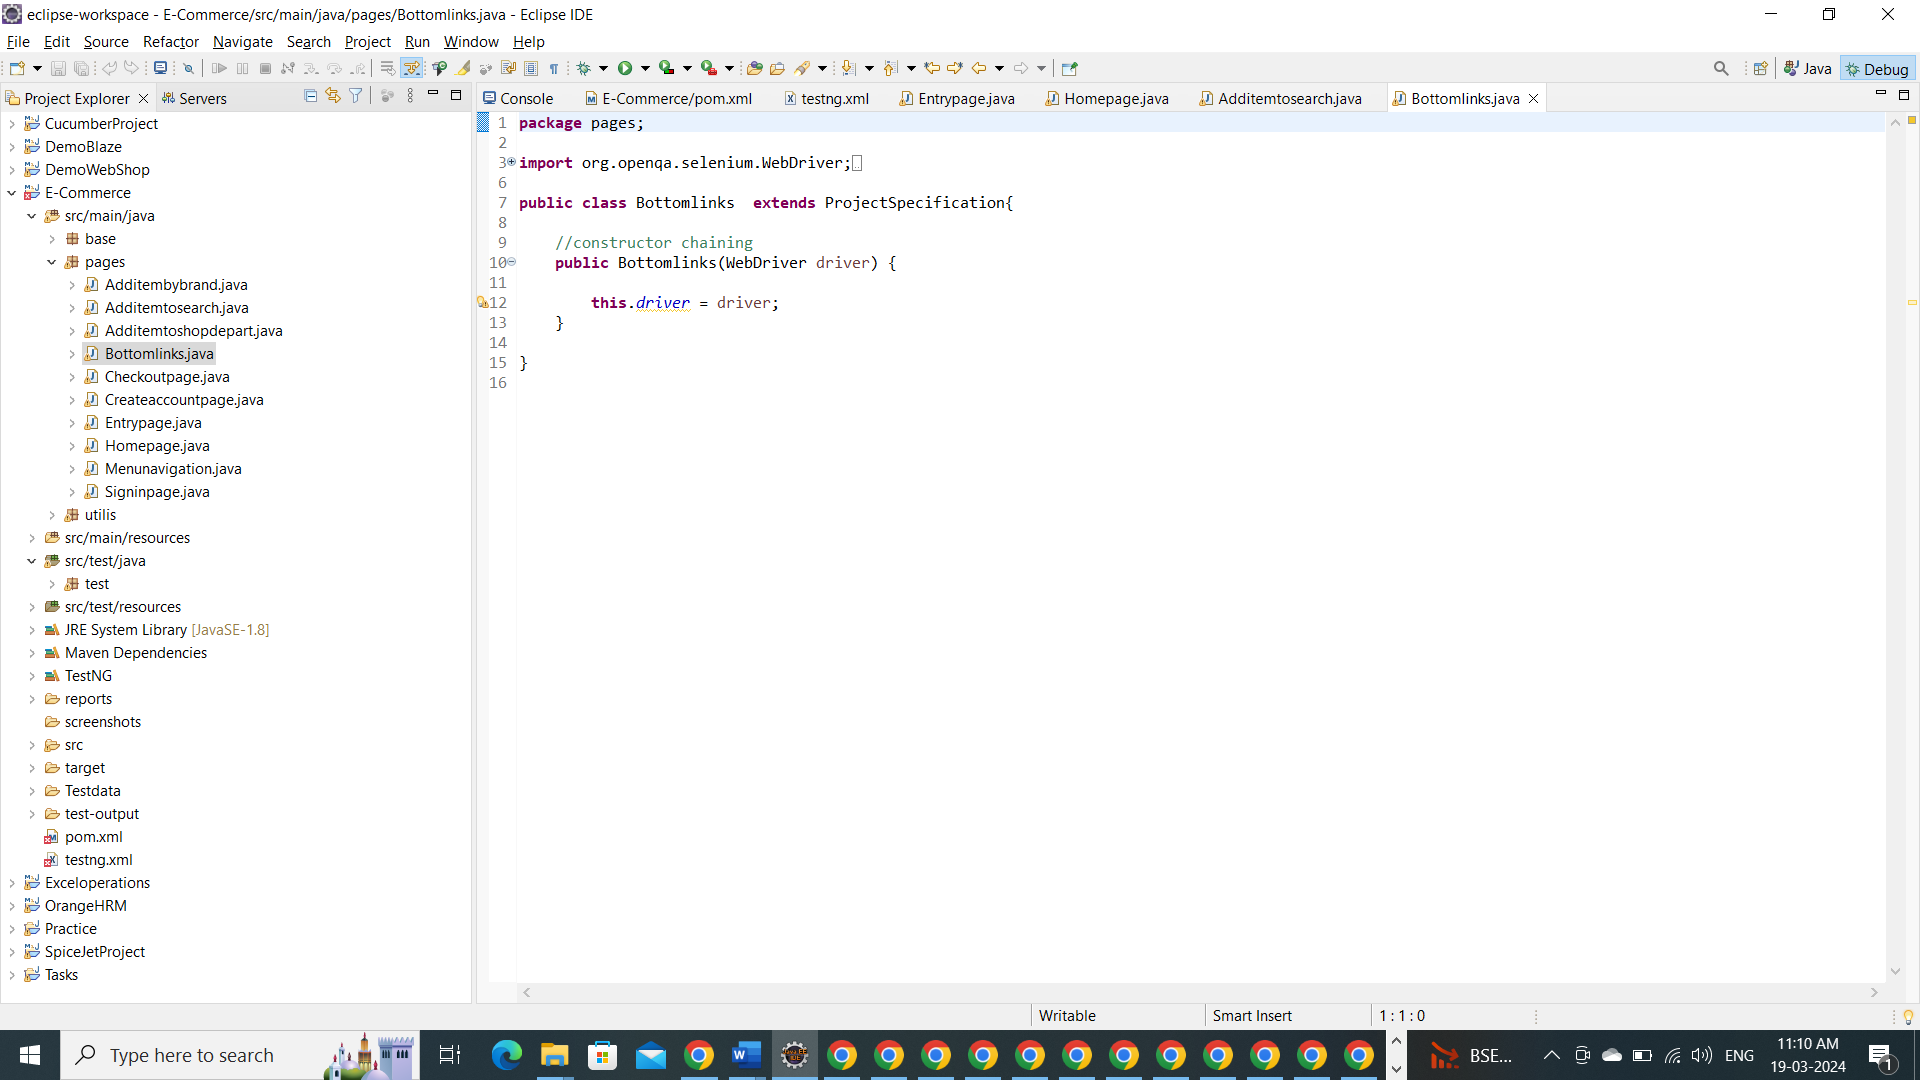 eclipse-workspace - E-Commerce/src/main/java/pages/Bottomlinks.java - Eclipse IDE
File Edit Source Refactor Navigate Search Project Run Window Help
Java Debug
Project Explorer Servers
Console E-Commerce/pom.xml testng.xml Entrypage.java Homepage.java Additemtosearch.java Bottomlinks.java
CucumberProject
DemoBlaze
DemoWebShop
E-Commerce
src/main/java
base
pages
Additembybrand.java
Additemtosearch.java
Additemtoshopdepart.java
Bottomlinks.java
Checkoutpage.java
Createaccountpage.java
Entrypage.java
Homepage.java
Menunavigation.java
Signinpage.java
utilis
src/main/resources
src/test/java
test
src/test/resources
JRE System Library [JavaSE-1.8]
Maven Dependencies
TestNG
reports
screenshots
src
target
Testdata
test-output
pom.xml
testng.xml
Exceloperations
OrangeHRM
Practice
SpiceJetProject
Tasks
1 package pages;
2
3 import org.openqa.selenium.WebDriver;
6
7 public class Bottomlinks  extends ProjectSpecification{
8
9 //constructor chaining
10 public Bottomlinks(WebDriver driver) {
11
12 this.driver = driver;
13 }
14
15 }
16
Writable Smart Insert 1 : 1 : 0
Type here to search
BSE... ENG
11:10 AM
19-03-2024
1